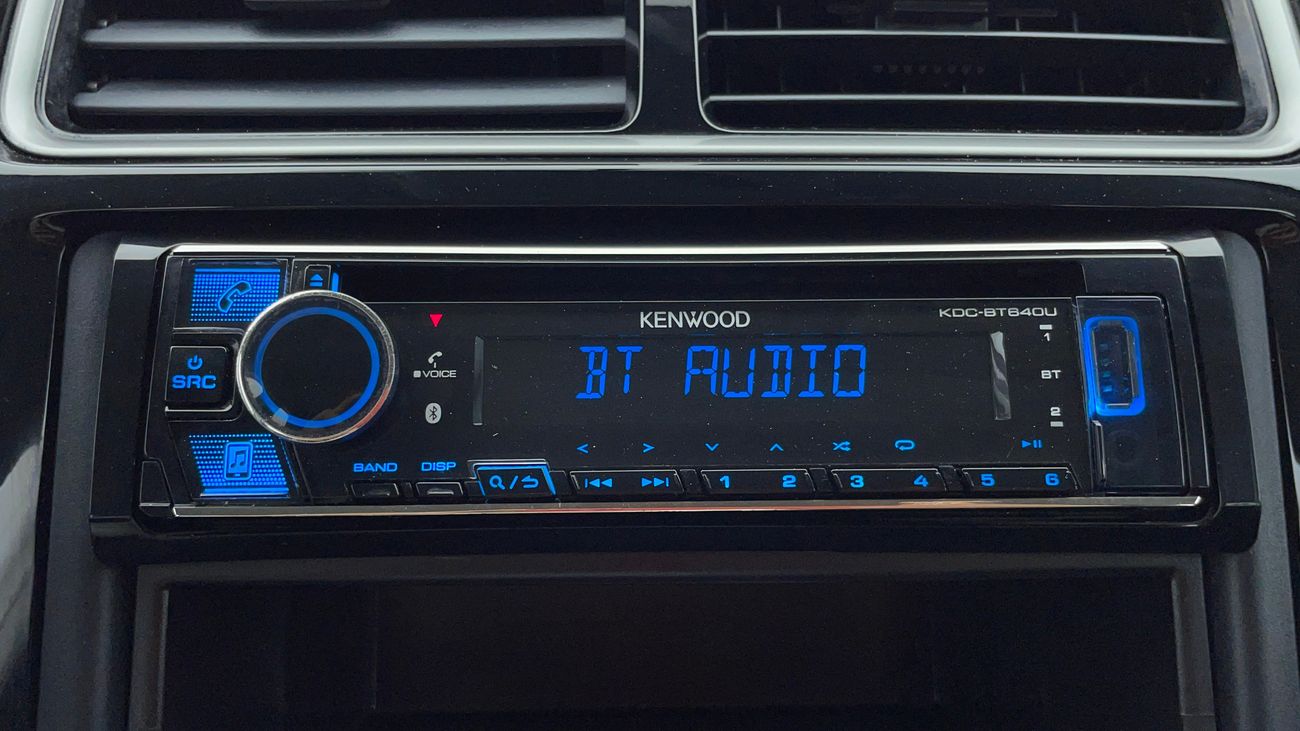 KENWOOD
KDC-BT640U
BT AUDIO
1
BT
2
VOICE
SRC
BAND
DISP
1 2 3 4 5 6